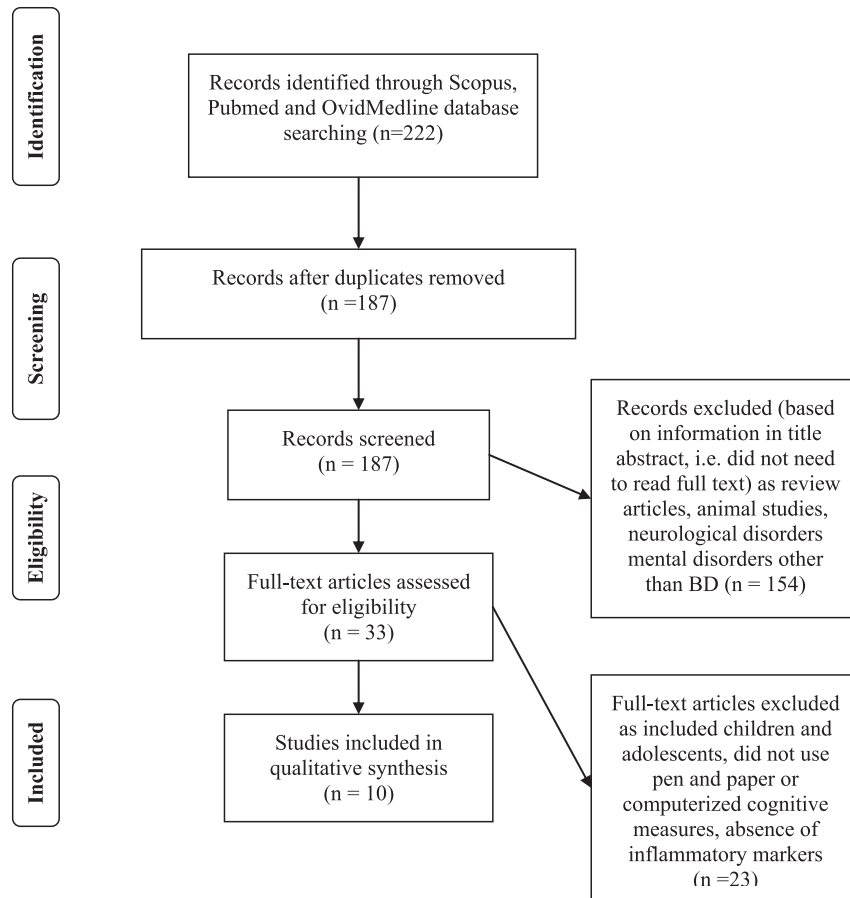 Identification
Records identified through Scopus,
Pubmed and OvidMedline database
searching (n=222)
Screening
Records after duplicates removed
(n =187)
Records screened
(n = 187)
Records excluded (based
on information in title
abstract, i.e. did not need
to read full text) as review
articles, animal studies,
neurological disorders
mental disorders other
than BD (n = 154)
Eligibility
Full-text articles assessed
for eligibility
(n = 33)
Full-text articles excluded
as included children and
adolescents, did not use
pen and paper or
computerized cognitive
measures, absence of
inflammatory markers
(n =23)
Included
Studies included in
qualitative synthesis
(n = 10)